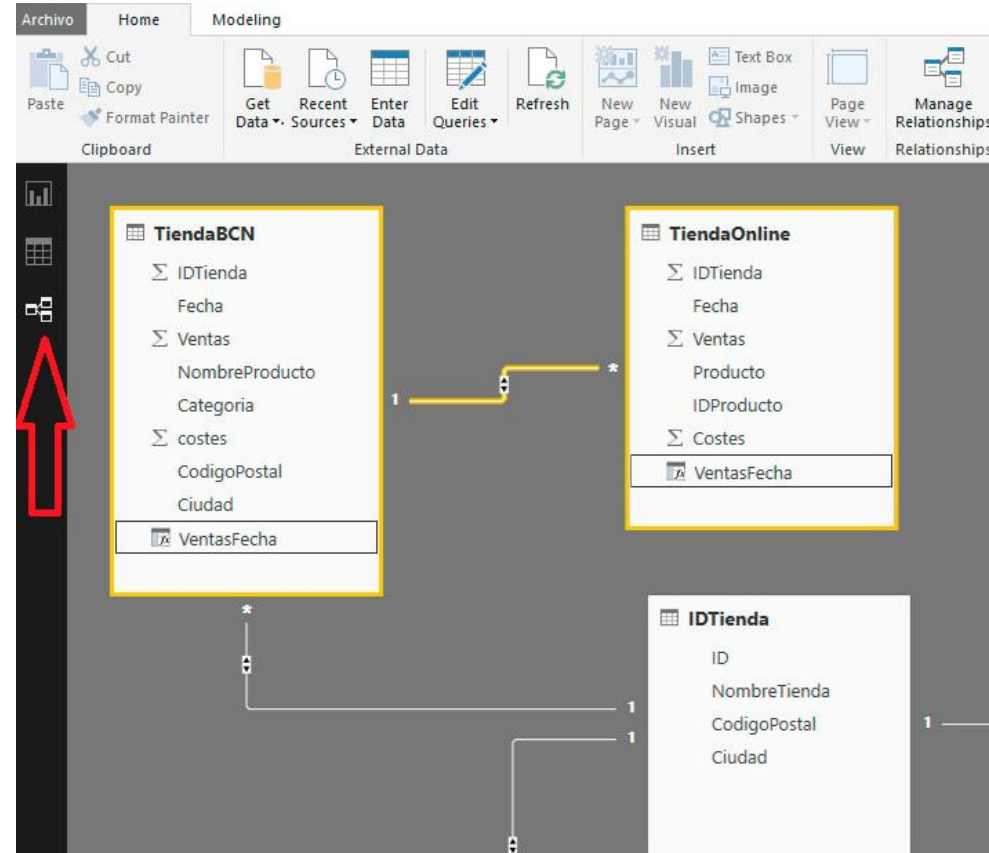 Archivo Home Modeling
Cut
Copy
Format Painter
Paste
Get Data
Recent Sources
Enter Data
Edit Queries
Refresh
New Page
New Visual
Text Box
Image
Shapes
Page View
Manage Relationships
Clipboard External Data Insert View Relationships
TiendaBCN
Σ IDTienda
Fecha
Σ Ventas
NombreProducto
Categoria
Σ costes
CodigoPostal
Ciudad
fx VentasFecha
1
*
TiendaOnline
Σ IDTienda
Fecha
Σ Ventas
Producto
IDProducto
Σ Costes
fx VentasFecha
*
1
1
IDTienda
ID
NombreTienda
CodigoPostal
Ciudad
1